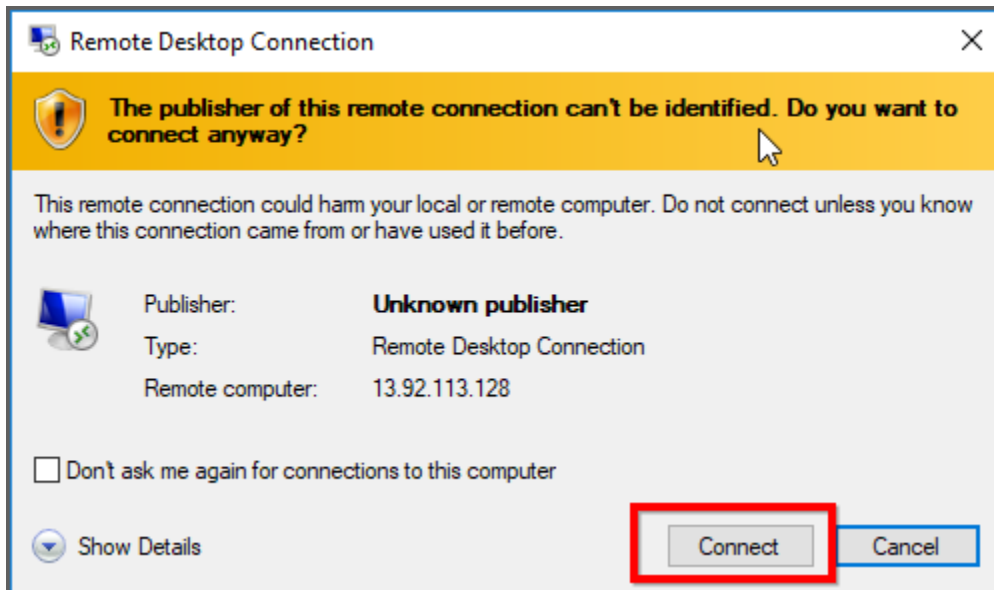 Remote Desktop Connection
The publisher of this remote connection can't be identified. Do you want to
connect anyway?
This remote connection could harm your local or remote computer. Do not connect unless you know
where this connection came from or have used it before.
Publisher: Unknown publisher
Type: Remote Desktop Connection
Remote computer: 13.92.113.128
Don't ask me again for connections to this computer
Show Details Connect Cancel